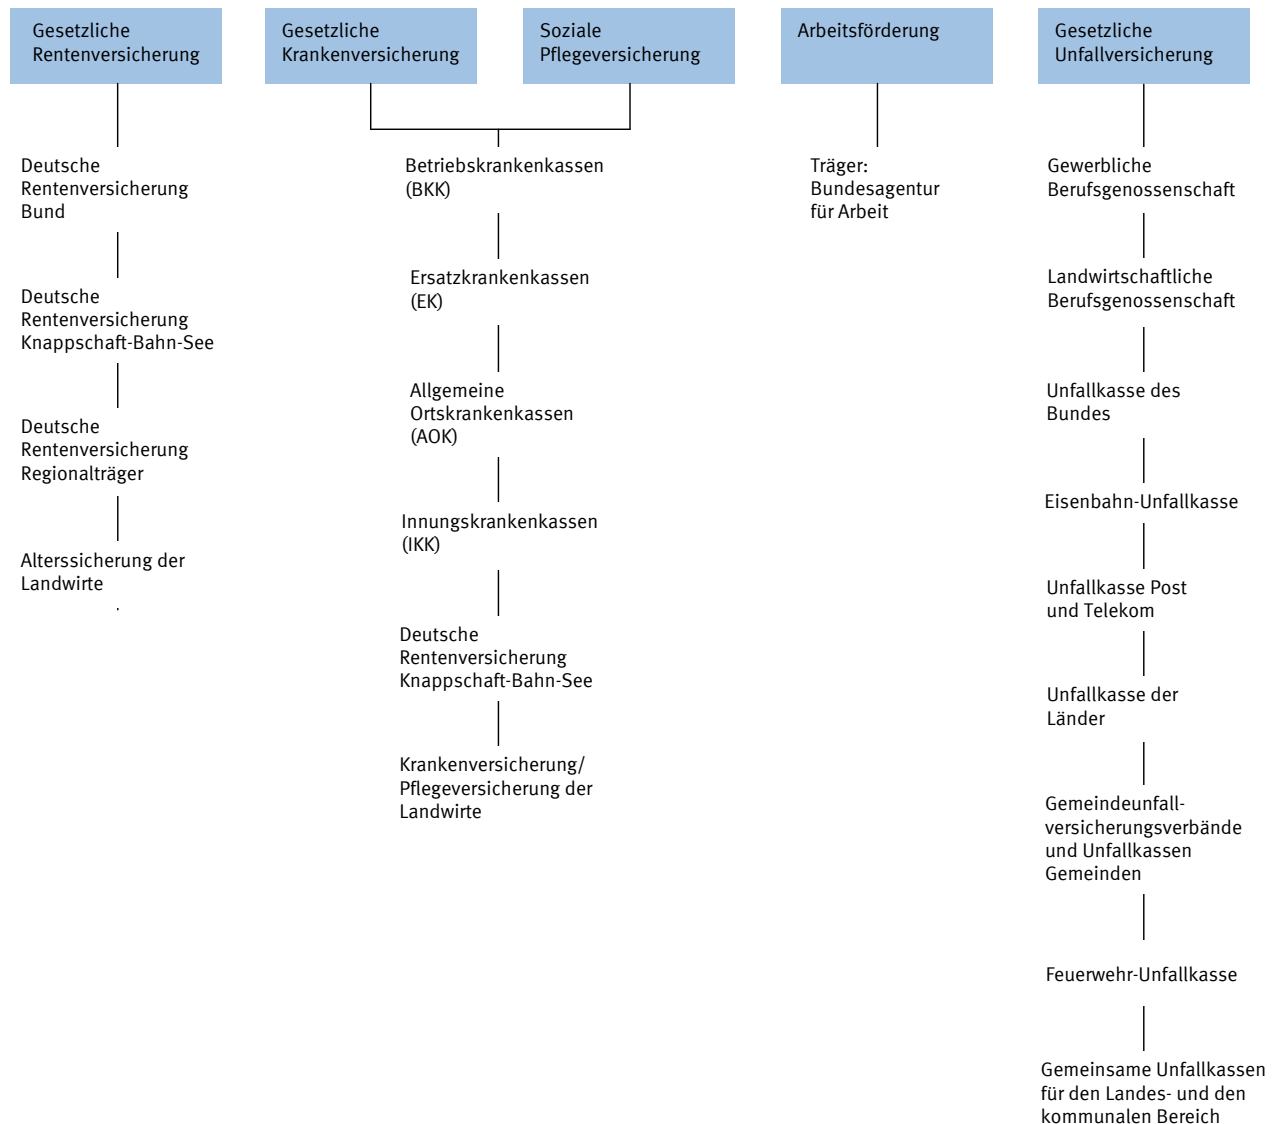 Gesetzliche
Rentenversicherung
Gesetzliche
Krankenversicherung
Soziale
Pflegeversicherung
Arbeitsförderung
Gesetzliche
Unfallversicherung
Deutsche
Rentenversicherung
Bund
Deutsche
Rentenversicherung
Knappschaft-Bahn-See
Deutsche
Rentenversicherung
Regionalträger
Alterssicherung der
Landwirte
Betriebskrankenkassen
(BKK)
Ersatzkrankenkassen
(EK)
Allgemeine
Ortskrankenkassen
(AOK)
Innungskrankenkassen
(IKK)
Deutsche
Rentenversicherung
Knappschaft-Bahn-See
Krankenversicherung/
Pflegeversicherung der
Landwirte
Träger:
Bundesagentur
für Arbeit
Gewerbliche
Berufsgenossenschaft
Landwirtschaftliche
Berufsgenossenschaft
Unfallkasse des
Bundes
Eisenbahn-Unfallkasse
Unfallkasse Post
und Telekom
Unfallkasse der
Länder
Gemeindeunfall-
versicherungsverbände
und Unfallkassen
Gemeinden
Feuerwehr-Unfallkasse
Gemeinsame Unfallkassen
für den Landes- und den
kommunalen Bereich